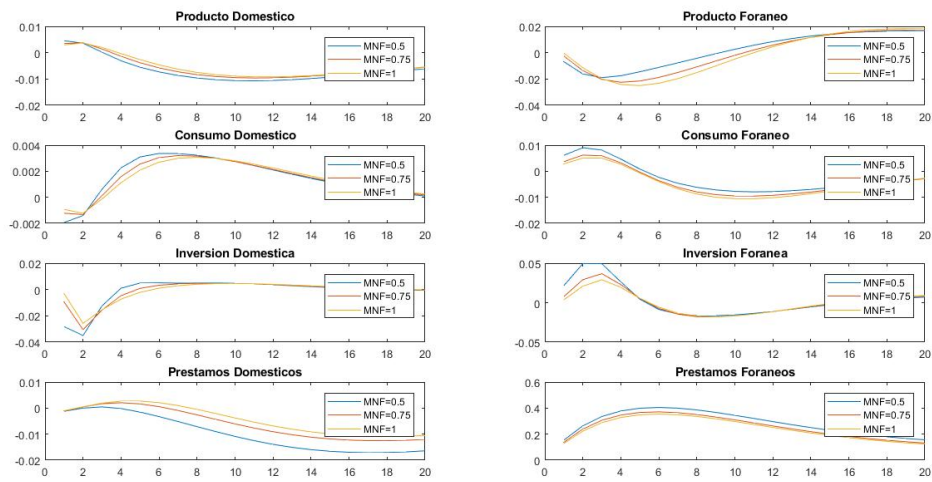 Producto Domestico
0.01
0
-0.01
-0.02
MNF=0.5
MNF=0.75
MNF=1
0 2 4 6 8 10 12 14 16 18 20
Producto Foraneo
0.02
0
-0.02
-0.04
MNF=0.5
MNF=0.75
MNF=1
0 2 4 6 8 10 12 14 16 18 20
Consumo Domestico
0.004
0.002
0
-0.002
MNF=0.5
MNF=0.75
MNF=1
0 2 4 6 8 10 12 14 16 18 20
Consumo Foraneo
0.01
0
-0.01
-0.02
MNF=0.5
MNF=0.75
MNF=1
0 2 4 6 8 10 12 14 16 18 20
Inversion Domestica
0.02
0
-0.02
-0.04
MNF=0.5
MNF=0.75
MNF=1
0 2 4 6 8 10 12 14 16 18 20
Inversion Foranea
0.05
0
-0.05
MNF=0.5
MNF=0.75
MNF=1
0 2 4 6 8 10 12 14 16 18 20
Prestamos Domesticos
0.01
0
-0.01
-0.02
MNF=0.5
MNF=0.75
MNF=1
0 2 4 6 8 10 12 14 16 18 20
Prestamos Foraneos
0.6
0.4
0.2
0
MNF=0.5
MNF=0.75
MNF=1
0 2 4 6 8 10 12 14 16 18 20